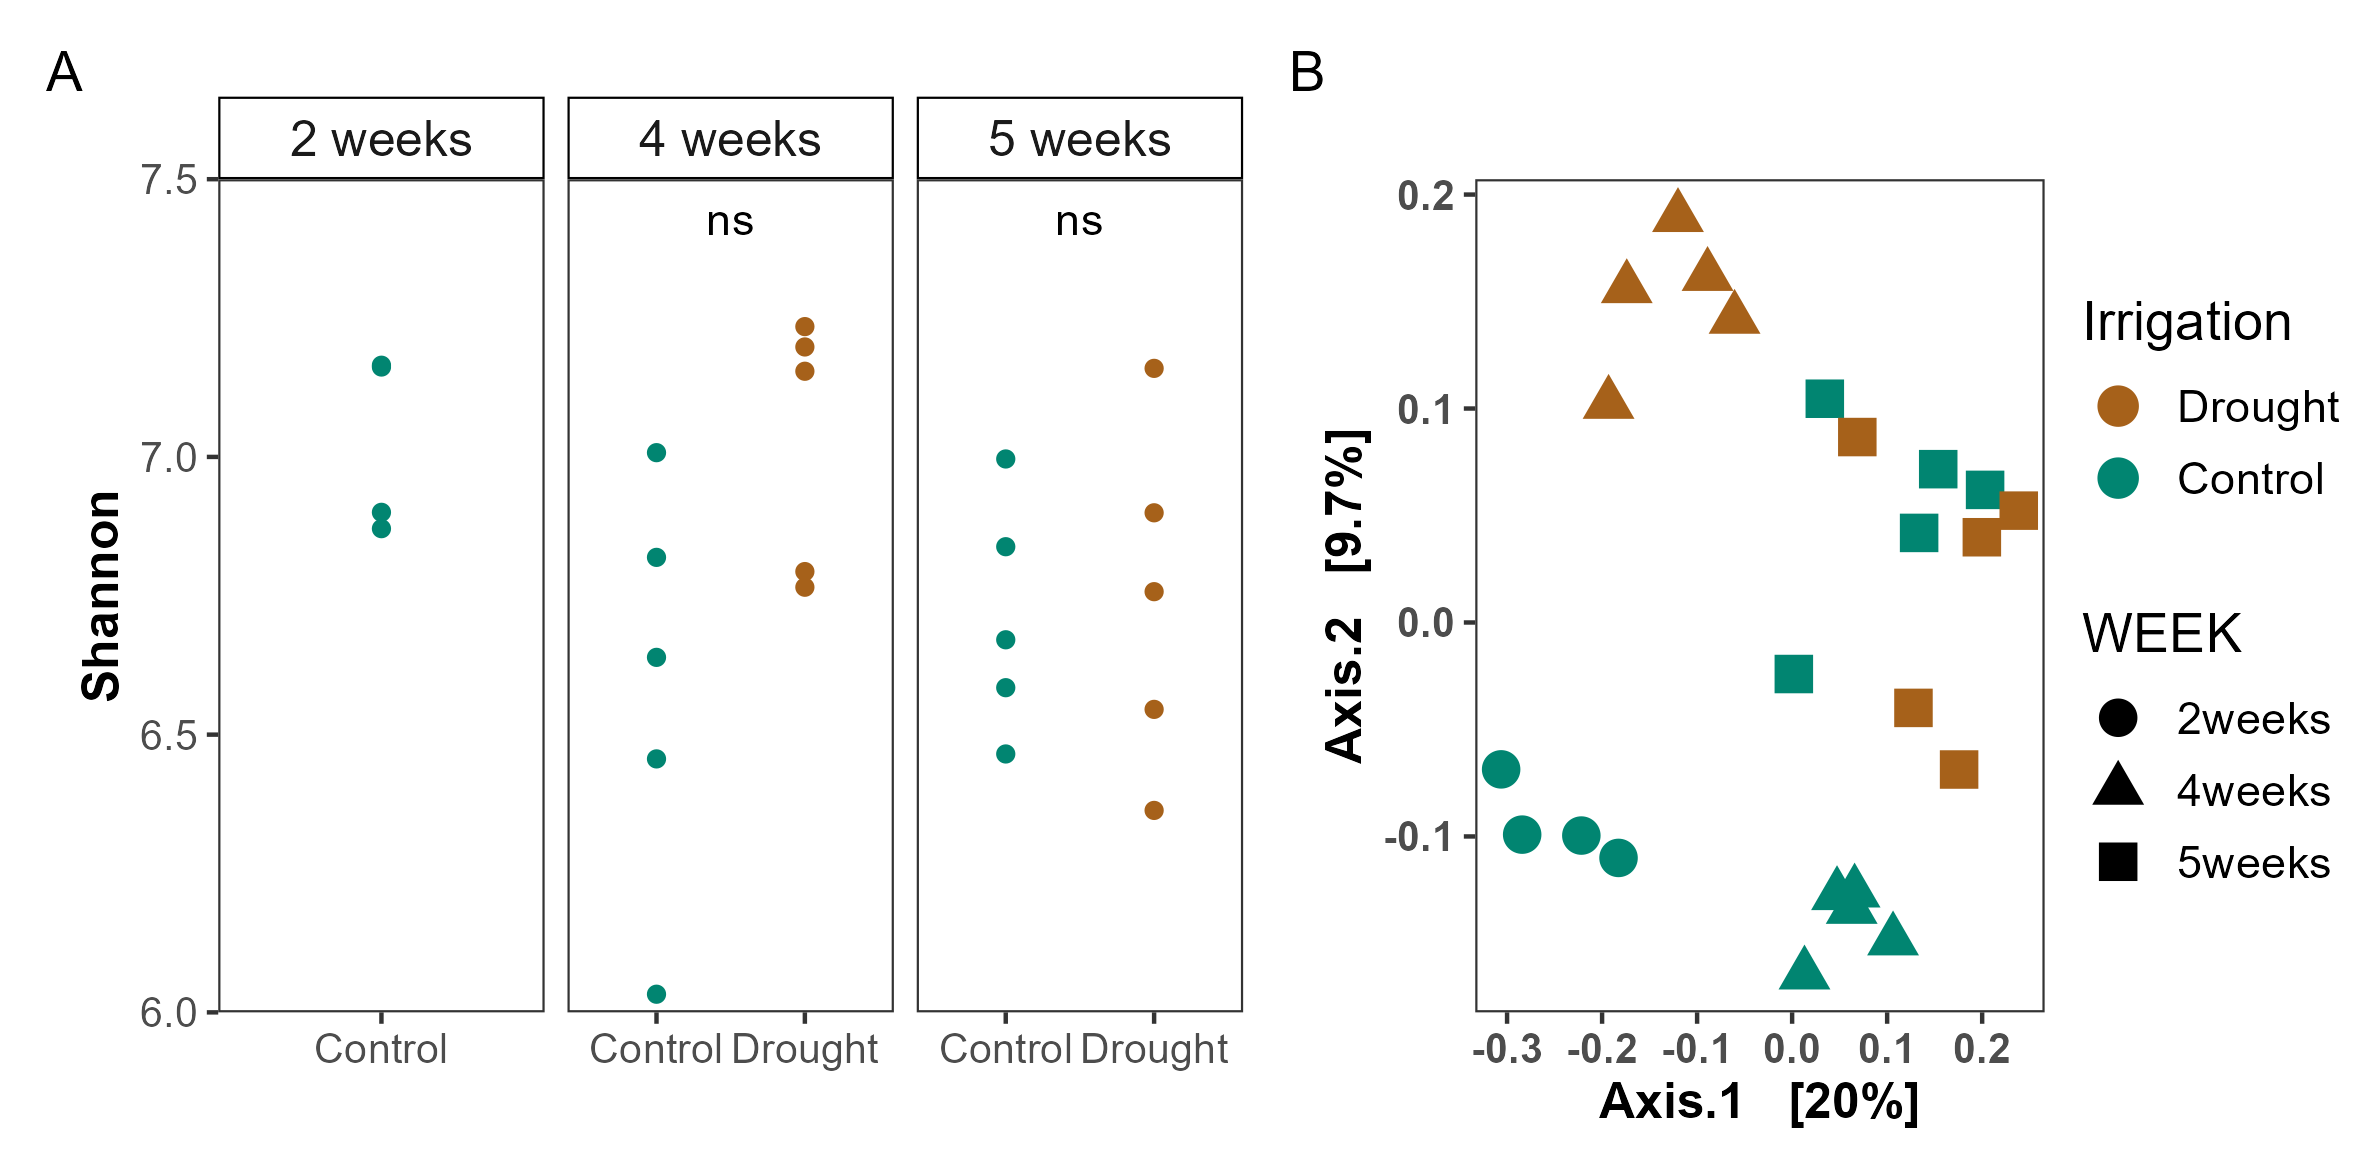 A
2 weeks
4 weeks
5 weeks
ns
ns
7.5
7.0
6.5
6.0
Shannon
Control
Control Drought
Control Drought
B
0.2
0.1
0.0
-0.1
Axis.2 [9.7%]
-0.3 -0.2 -0.1 0.0 0.1 0.2
Axis.1 [20%]
Irrigation
Drought
Control
WEEK
2weeks
4weeks
5weeks